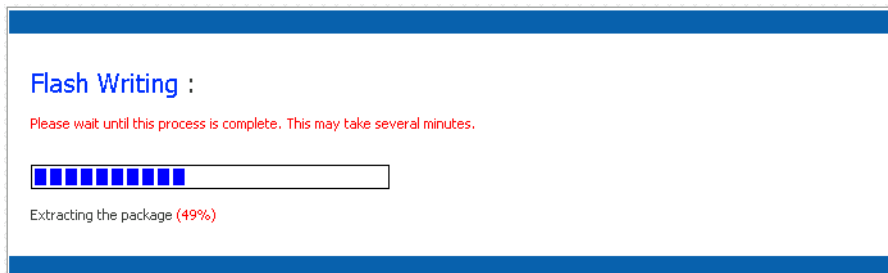 Flash Writing :
Please wait until this process is complete. This may take several minutes.
Extracting the package (49%)